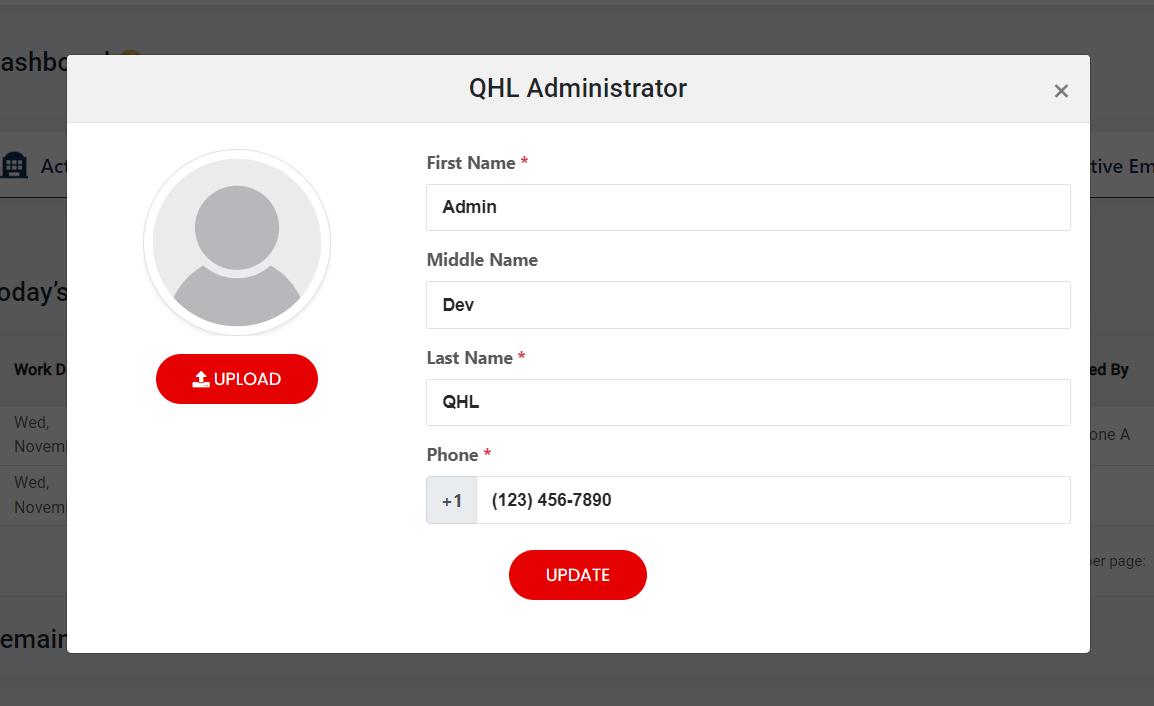 QHL Administrator
×
First Name *
Admin
Middle Name
Dev
Last Name *
QHL
Phone *
+1 (123) 456-7890
UPLOAD
UPDATE
oday's
Work D
ed By
Wed,
Novem
one A
Wed,
Novem
per page:
emain
ashbo
Act
tive Em